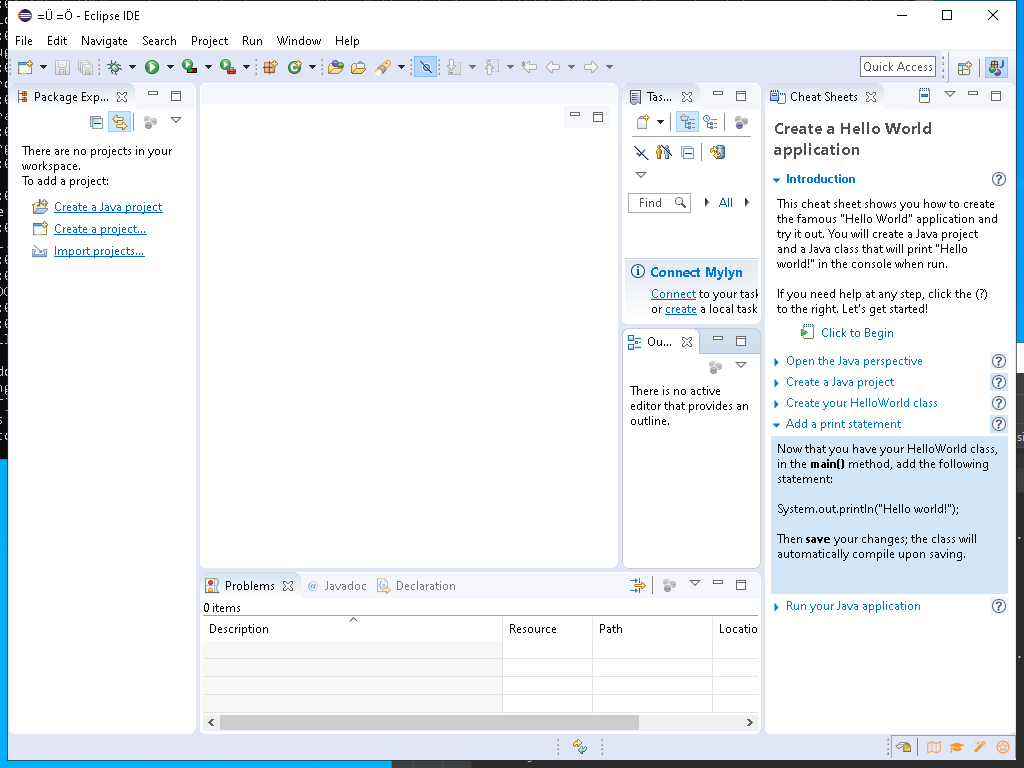 =Ü =Ö - Eclipse IDE
File Edit Navigate Search Project Run Window Help
Quick Access
Package Exp...
There are no projects in your
workspace.
To add a project:
Create a Java project
Create a project...
Import projects...
Tas...
Find
All
Connect Mylyn
Connect to your task
or create a local task
Ou...
There is no active
editor that provides an
outline.
Cheat Sheets
Create a Hello World
application
Introduction
This cheat sheet shows you how to create
the famous "Hello World" application and
try it out. You will create a Java project
and a Java class that will print "Hello
world!" in the console when run.
If you need help at any step, click the (?)
to the right. Let's get started!
Click to Begin
Open the Java perspective
Create a Java project
Create your HelloWorld class
Add a print statement
Now that you have your HelloWorld class,
in the main() method, add the following
statement:
System.out.println("Hello world!");
Then save your changes; the class will
automatically compile upon saving.
Run your Java application
Problems @ Javadoc Declaration
0 items
Description Resource Path Locatio